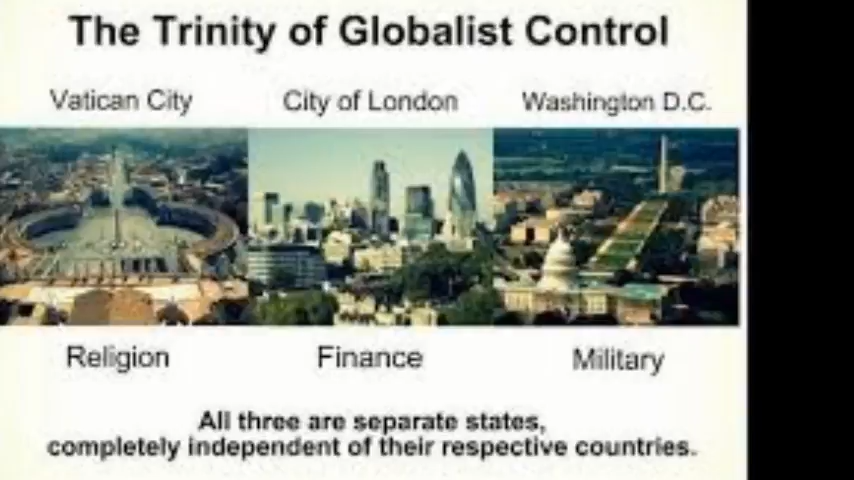 The Trinity of Globalist Control
Vatican City City of London Washington D.C.
Religion Finance Military
All three are separate states,
completely independent of their respective countries.